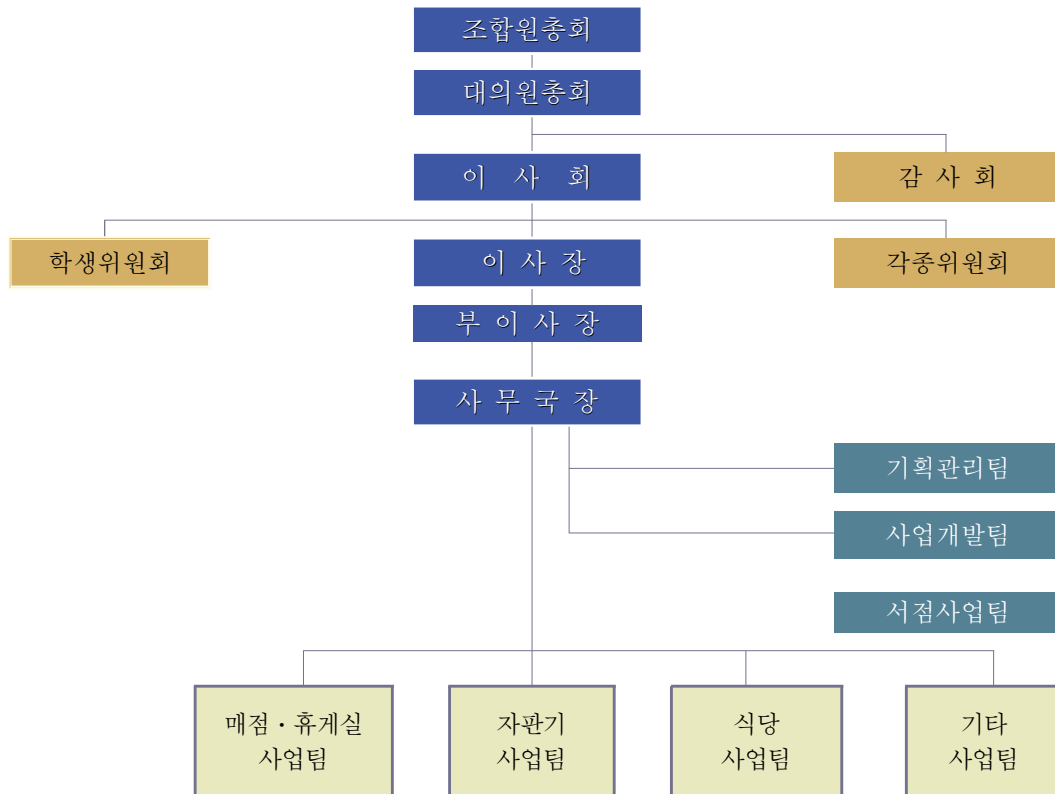 조합원총회
대의원총회
이 사 회
감 사 회
학생위원회
이 사 장
각종위원회
부 이 사 장
사 무 국 장
기획관리팀
사업개발팀
서점사업팀
매점·휴게실
사업팀
자판기
사업팀
식당
사업팀
기타
사업팀